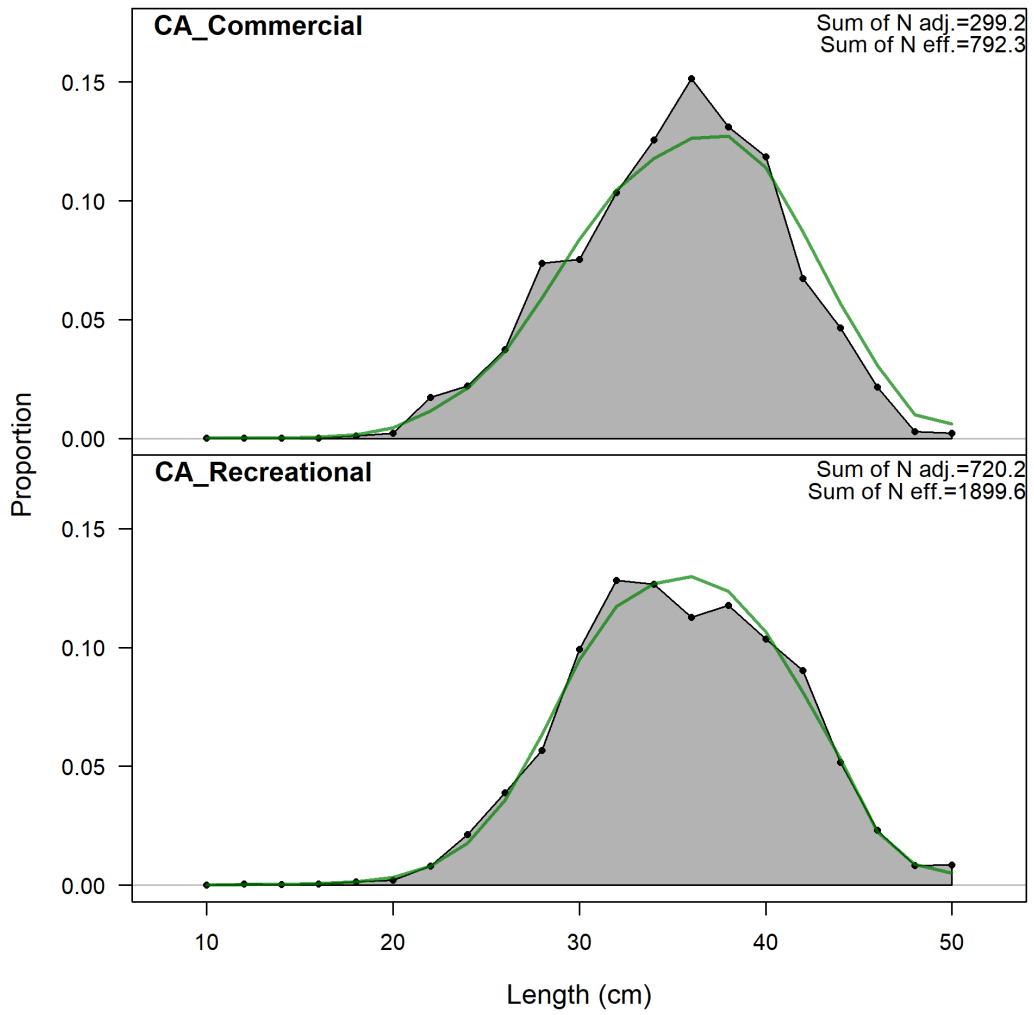 CA_Commercial
Sum of N adj.=299.2
Sum of N eff.=792.3
0.15
0.10
0.05
0.00
CA_Recreational
Sum of N adj.=720.2
Sum of N eff.=1899.6
0.15
0.10
0.05
0.00
Proportion
10 20 30 40 50
Length (cm)